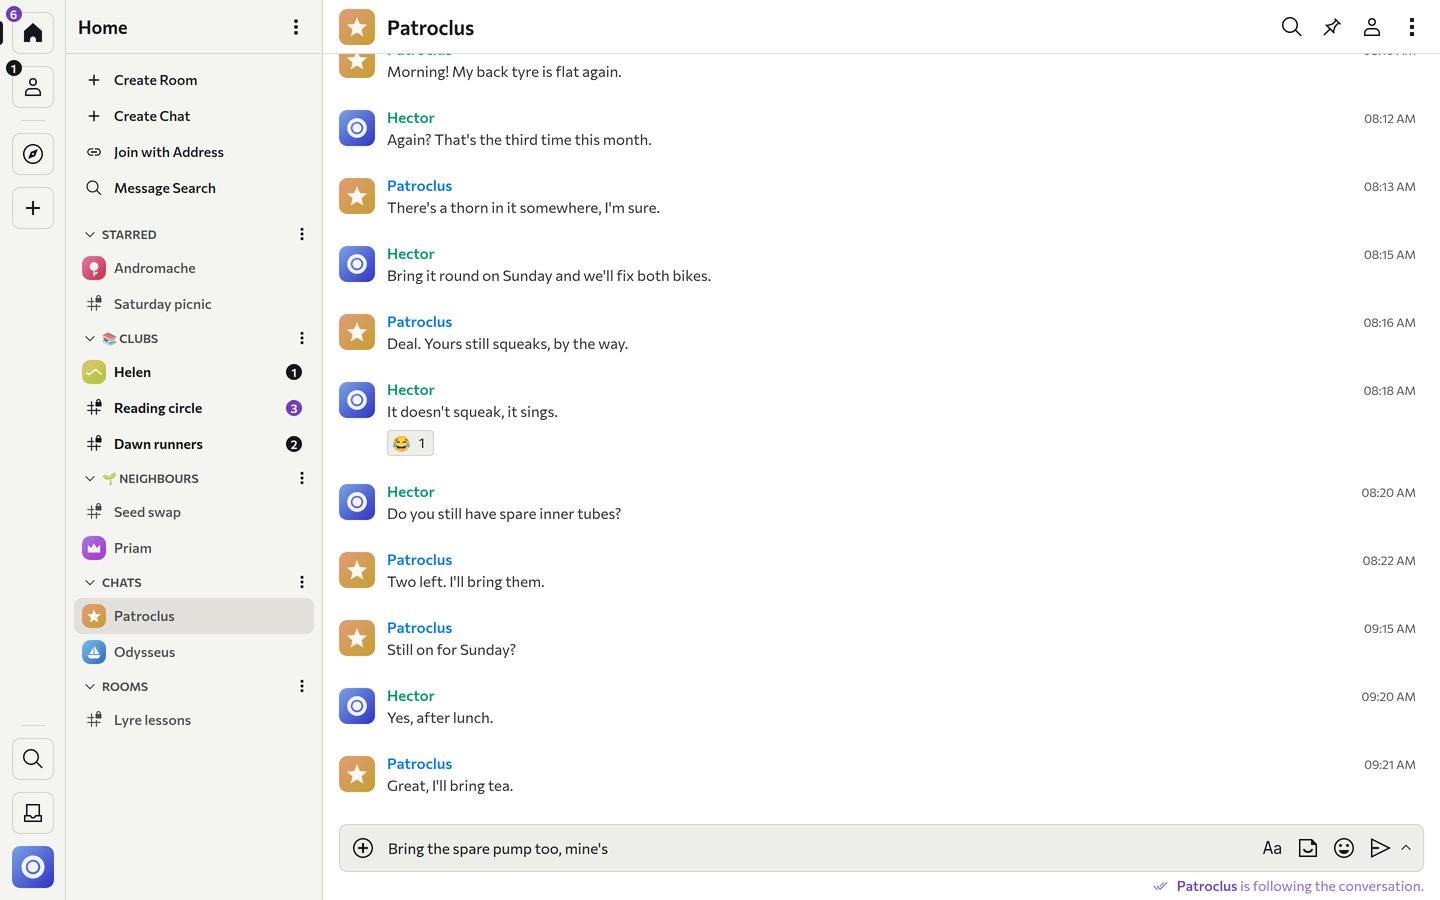 6
Home
Patroclus
1
Create Room
Create Chat
Join with Address
Message Search
STARRED
Andromache
Saturday picnic
CLUBS
Helen 1
Reading circle 3
Dawn runners 2
NEIGHBOURS
Seed swap
Priam
CHATS
Patroclus
Odysseus
ROOMS
Lyre lessons
Patroclus
Morning! My back tyre is flat again.
Hector 08:12 AM
Again? That's the third time this month.
Patroclus 08:13 AM
There's a thorn in it somewhere, I'm sure.
Hector 08:15 AM
Bring it round on Sunday and we'll fix both bikes.
Patroclus 08:16 AM
Deal. Yours still squeaks, by the way.
Hector 08:18 AM
It doesn't squeak, it sings.
😂 1
Hector 08:20 AM
Do you still have spare inner tubes?
Patroclus 08:22 AM
Two left. I'll bring them.
Patroclus 09:15 AM
Still on for Sunday?
Hector 09:20 AM
Yes, after lunch.
Patroclus 09:21 AM
Great, I'll bring tea.
Bring the spare pump too, mine's
Aa
Patroclus is following the conversation.